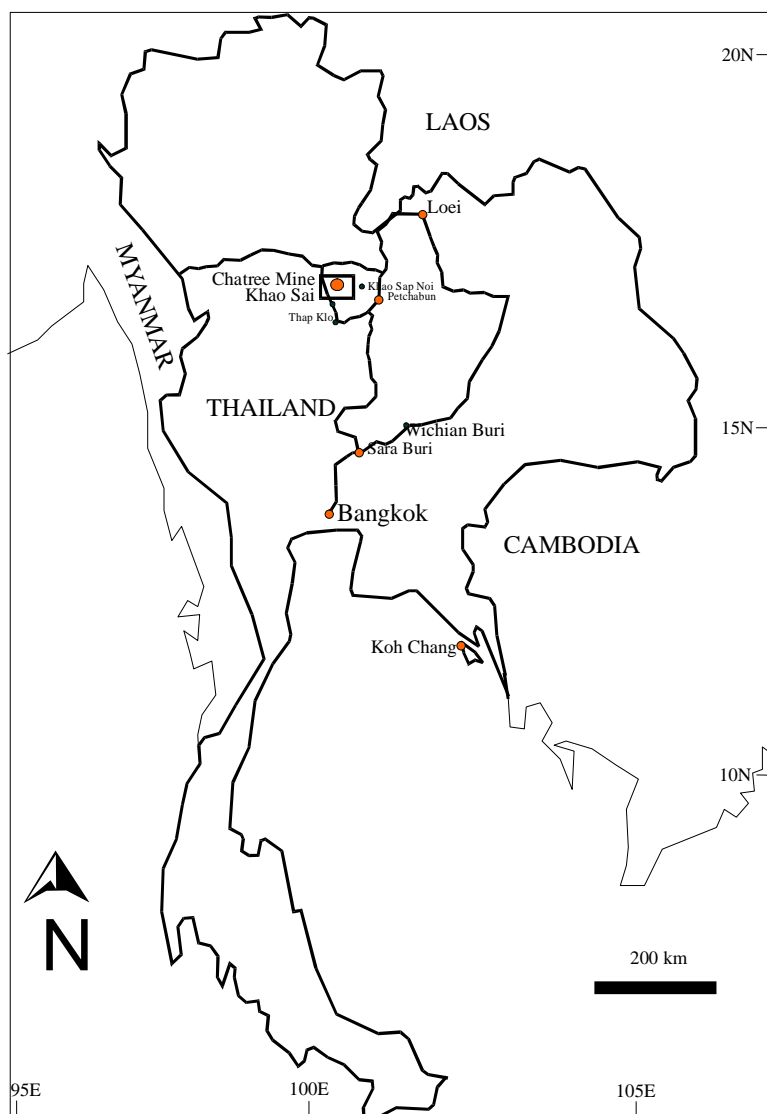 20N
LAOS
Loei
MYANMAR
Chatree Mine
Khao Sap Noi
Khao Sai
Petchabun
Thap Klo
THAILAND
15N
Wichian Buri
Sara Buri
Bangkok
CAMBODIA
Koh Chang
10N
N
200 km
95E
100E
105E